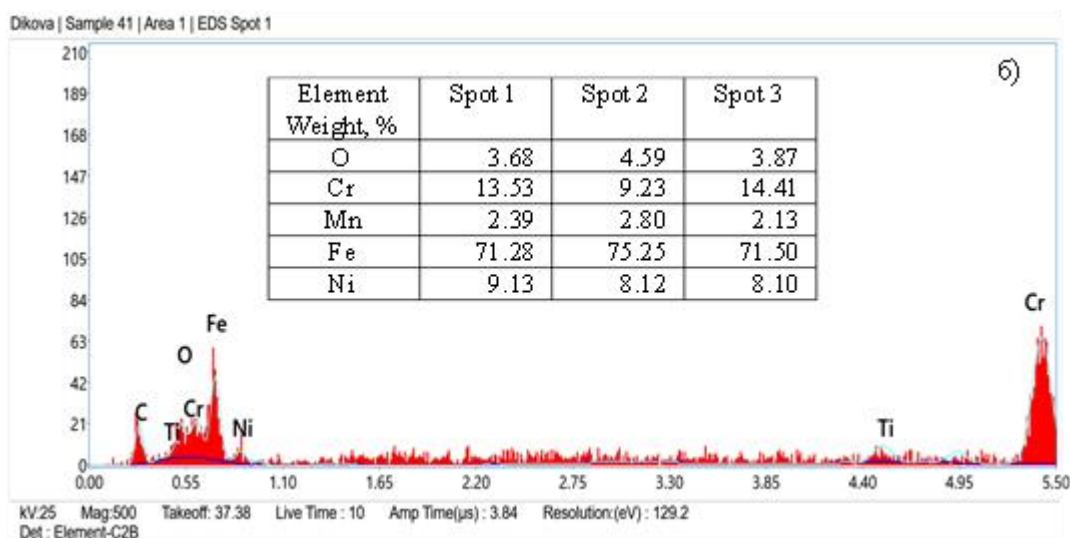 Dikova | Sample 41 | Area 1 | EDS Spot 1
210
б)
189
168
147
126
105
84
63
42
21
0
Element Weight, % Spot 1 Spot 2 Spot 3
O 3.68 4.59 3.87
Cr 13.53 9.23 14.41
Mn 2.39 2.80 2.13
Fe 71.28 75.25 71.50
Ni 9.13 8.12 8.10
C
Ti
O
Cr
Fe
Ni
Ti
Cr
0.00 0.55 1.10 1.65 2.20 2.75 3.30 3.85 4.40 4.95 5.50
kV:25 Mag:500 Takeoff: 37.38 Live Time : 10 Amp Time(µs) : 3.84 Resolution:(eV) : 129.2
Det : Element-C2B